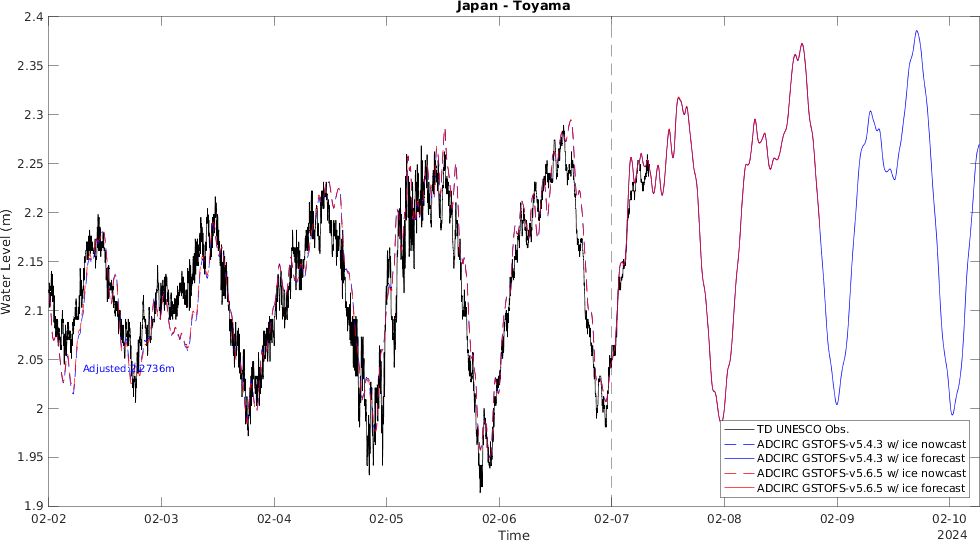 Japan - Toyama
2.4
2.35
2.3
2.25
2.2
2.15
2.1
2.05
2
1.95
1.9
Water Level (m)
Adjusted: 2.2736m
TD UNESCO Obs.
ADCIRC GSTOFS-v5.4.3 w/ ice nowcast
ADCIRC GSTOFS-v5.4.3 w/ ice forecast
ADCIRC GSTOFS-v5.6.5 w/ ice nowcast
ADCIRC GSTOFS-v5.6.5 w/ ice forecast
02-02 02-03 02-04 02-05 02-06 02-07 02-08 02-09 02-10
Time
2024